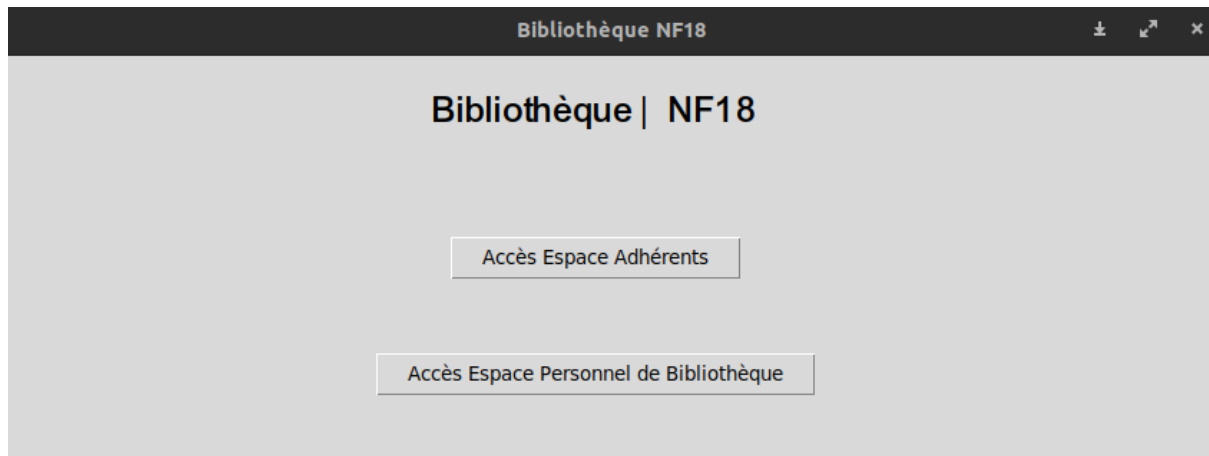 Bibliothèque NF18
Bibliothèque | NF18
Accès Espace Adhérents
Accès Espace Personnel de Bibliothèque